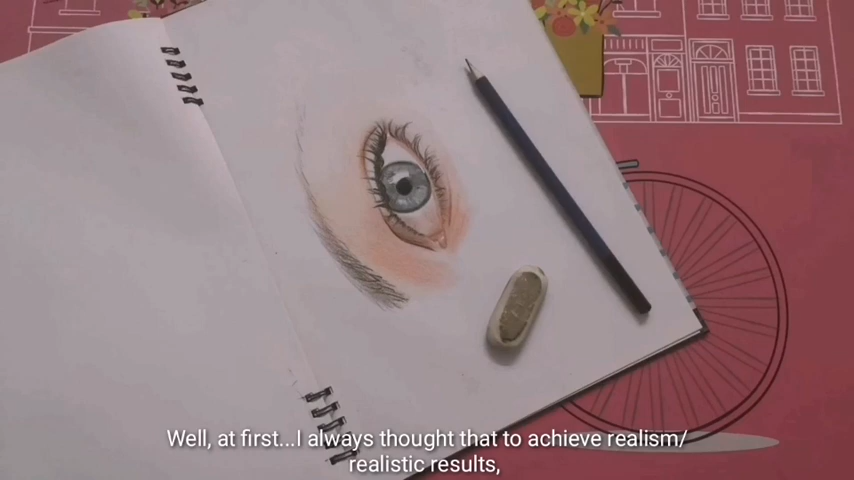 Well, at first...I always thought that to achieve realism/
realistic results,